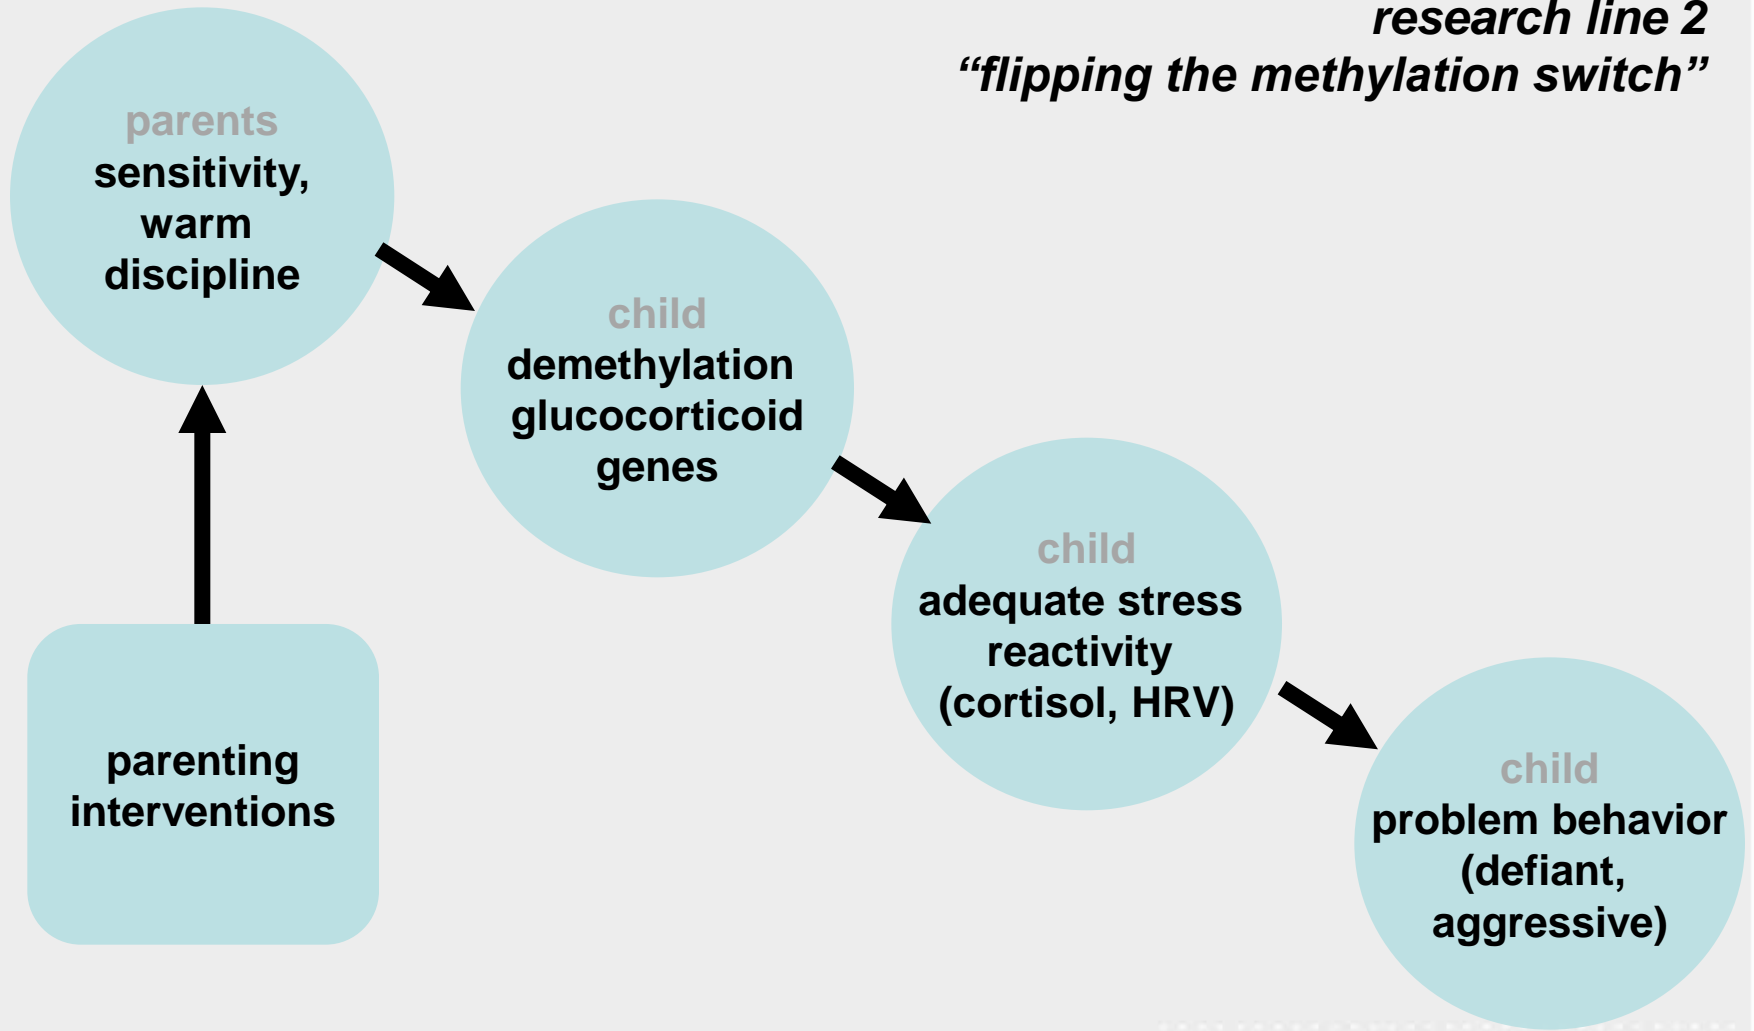 research line 2
“flipping the methylation switch”
parents
sensitivity,
warm
discipline
child
demethylation
glucocorticoid
genes
child
adequate stress
reactivity
(cortisol, HRV)
parenting
interventions
child
problem behavior
(defiant,
aggressive)